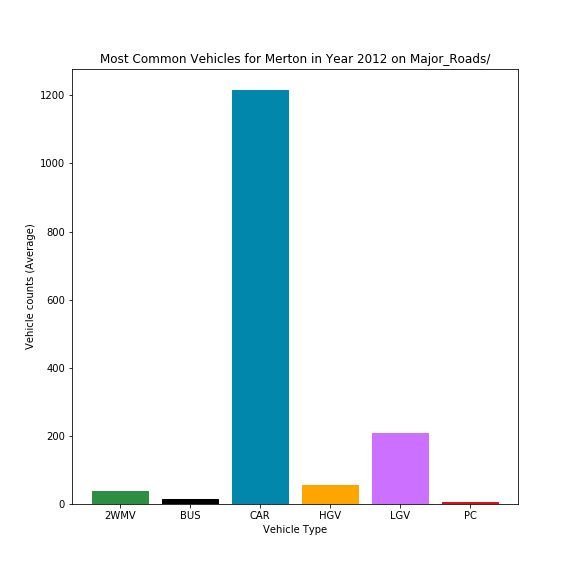 Most Common Vehicles for Merton in Year 2012 on Major_Roads/
1200
1000
800
600
400
200
0
Vehicle counts (Average)
2WMV BUS CAR HGV LGV PC
Vehicle Type